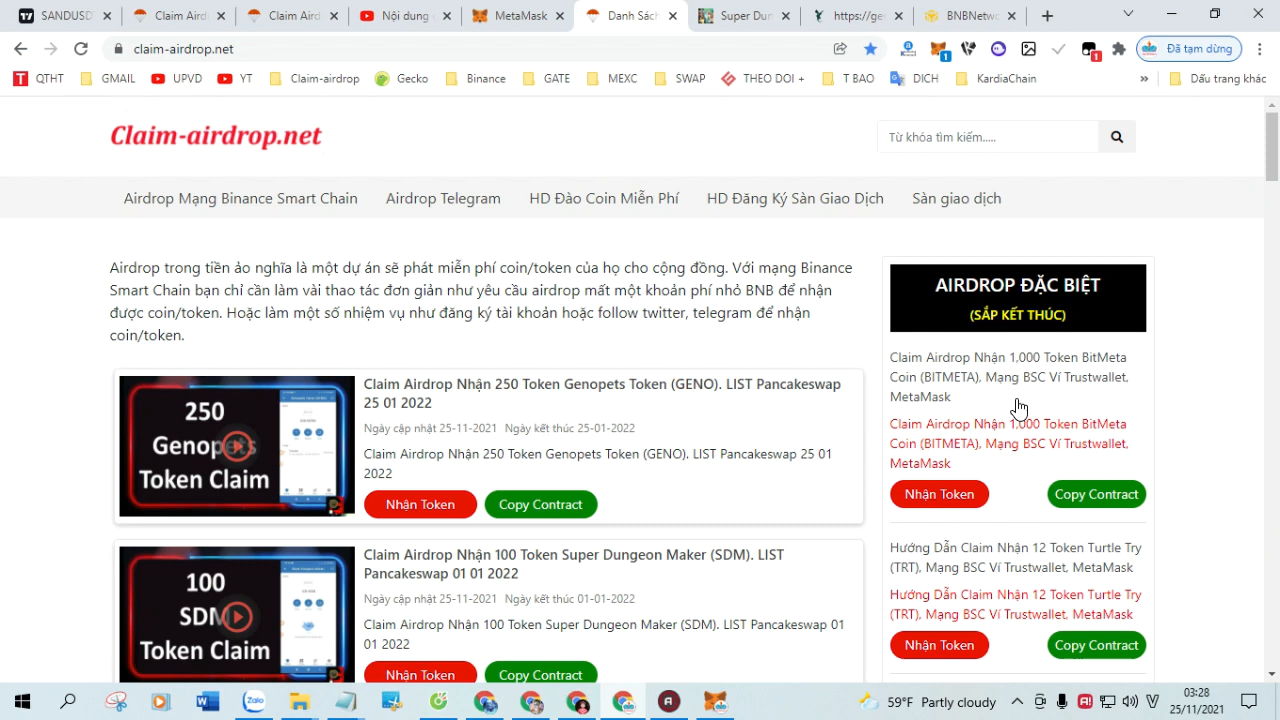 SANDUSD
Claim Aird
Claim Aird
Nội dung
MetaMask
Danh Sách
Super Dun
https://ge
BNBNetwo
claim-airdrop.net
1
1
Đã tạm dừng
QTHT
GMAIL
UPVD
YT
Claim-airdrop
Gecko
Binance
GATE
MEXC
SWAP
THEO DOI +
T BAO
DICH
KardiaChain
»
Dấu trang khác
Claim-airdrop.net
Từ khóa tìm kiếm.....
Airdrop Mạng Binance Smart Chain
Airdrop Telegram
HD Đào Coin Miễn Phí
HD Đăng Ký Sàn Giao Dịch
Sàn giao dịch
Airdrop trong tiền ảo nghĩa là một dự án sẽ phát miễn phí coin/token của họ cho cộng đồng. Với mạng Binance
Smart Chain bạn chỉ cần làm vài thao tác đơn giản như yêu cầu airdrop mất một khoản phí nhỏ BNB để nhận
được coin/token. Hoặc làm một số nhiệm vụ như đăng ký tài khoản hoặc follow twitter, telegram để nhận
coin/token.
250
Genopets
Token Claim
Claim Airdrop Nhận 250 Token Genopets Token (GENO). LIST Pancakeswap
25 01 2022
Ngày cập nhật 25-11-2021 Ngày kết thúc 25-01-2022
Claim Airdrop Nhận 250 Token Genopets Token (GENO). LIST Pancakeswap 25 01
2022
Nhận Token
Copy Contract
100
SDM
Token Claim
Claim Airdrop Nhận 100 Token Super Dungeon Maker (SDM). LIST
Pancakeswap 01 01 2022
Ngày cập nhật 25-11-2021 Ngày kết thúc 01-01-2022
Claim Airdrop Nhận 100 Token Super Dungeon Maker (SDM). LIST Pancakeswap 01
01 2022
Nhận Token
Copy Contract
AIRDROP ĐẶC BIỆT
(SẮP KẾT THÚC)
Claim Airdrop Nhận 1,000 Token BitMeta
Coin (BITMETA), Mạng BSC Ví Trustwallet,
MetaMask
Claim Airdrop Nhận 1,000 Token BitMeta
Coin (BITMETA), Mạng BSC Ví Trustwallet,
MetaMask
Nhận Token
Copy Contract
Hướng Dẫn Claim Nhận 12 Token Turtle Try
(TRT), Mạng BSC Ví Trustwallet, MetaMask
Hướng Dẫn Claim Nhận 12 Token Turtle Try
(TRT), Mạng BSC Ví Trustwallet, MetaMask
Nhận Token
Copy Contract
Zalo
59°F Partly cloudy
03:28
25/11/2021